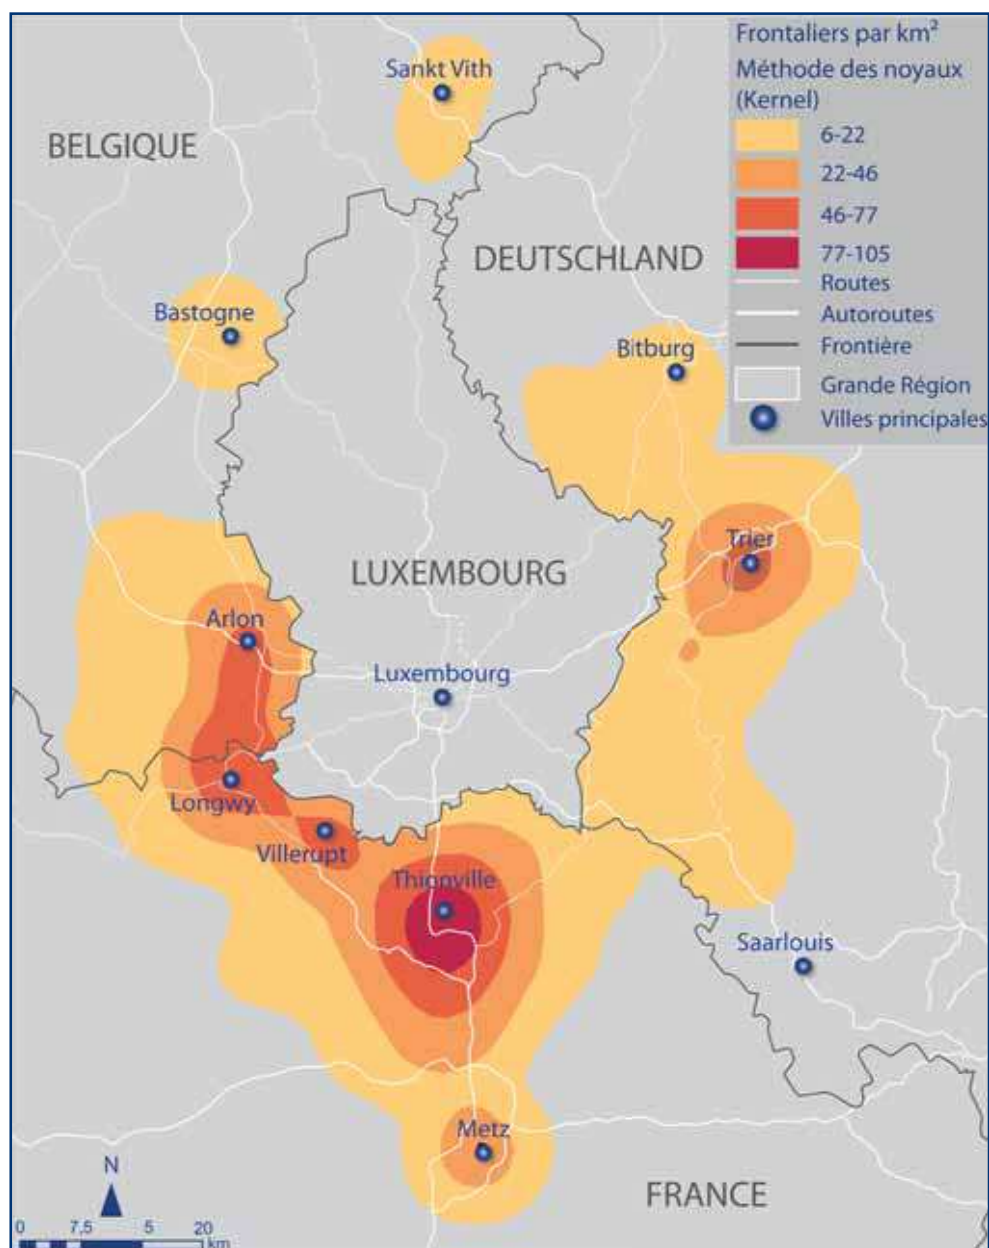 Frontaliers par km²
Méthode des noyaux
(Kernel)
6-22
22-46
46-77
77-105
Routes
Autoroutes
Frontière
Grande Région
Villes principales
Sankt Vith
BELGIQUE
DEUTSCHLAND
Bastogne
Bitburg
Trier
LUXEMBOURG
Arlon
Luxembourg
Longwy
Villerupt
Thionville
Saarlouis
Metz
FRANCE
N
0 7.5 5 20
km